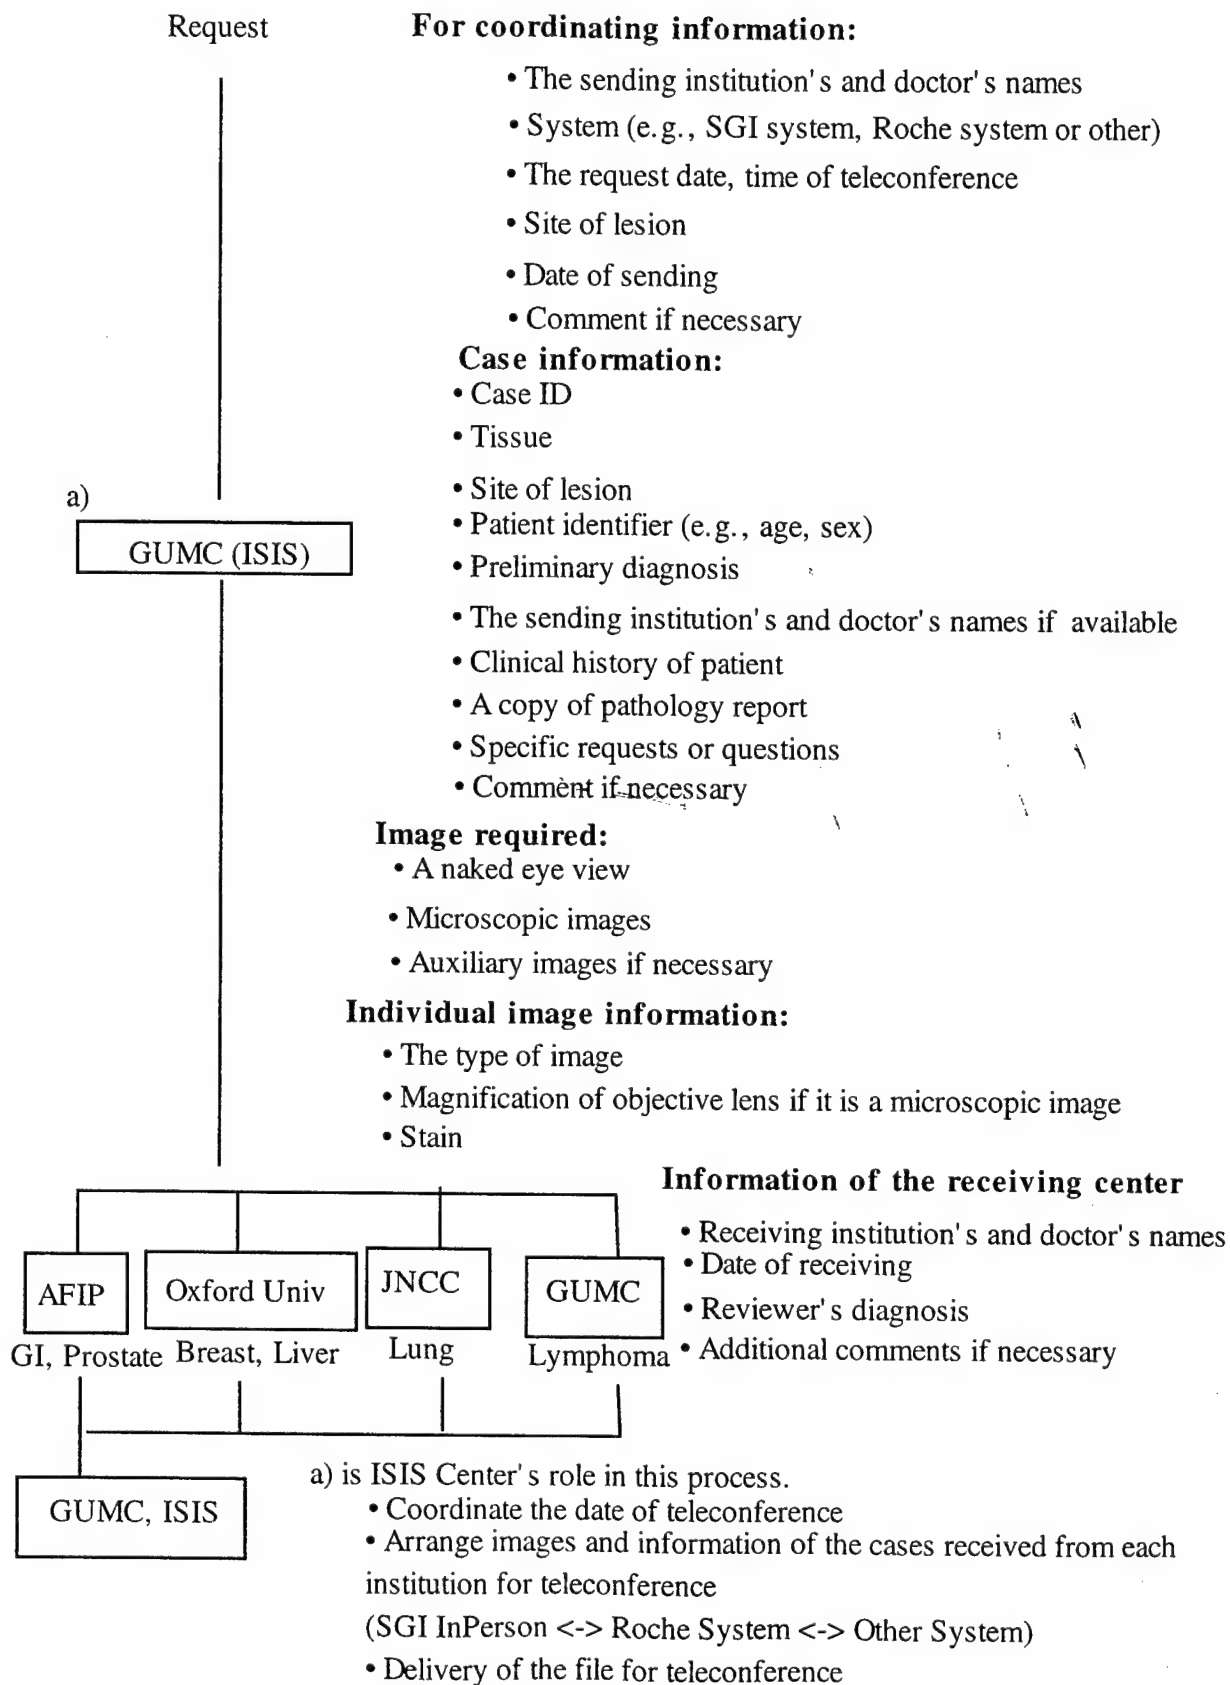 Request
For coordinating information:
• The sending institution's and doctor's names
• System (e.g., SGI system, Roche system or other)
• The request date, time of teleconference
• Site of lesion
• Date of sending
• Comment if necessary
Case information:
• Case ID
• Tissue
a)
• Site of lesion
GUMC (ISIS)
• Patient identifier (e.g., age, sex)
• Preliminary diagnosis
• The sending institution's and doctor's names if available
• Clinical history of patient
• A copy of pathology report
• Specific requests or questions
• Comment if necessary
Image required:
• A naked eye view
• Microscopic images
• Auxiliary images if necessary
Individual image information:
• The type of image
• Magnification of objective lens if it is a microscopic image
• Stain
Information of the receiving center
• Receiving institution's and doctor's names
• Date of receiving
• Reviewer's diagnosis
• Additional comments if necessary
AFIP
Oxford Univ
JNCC
GUMC
GI, Prostate
Breast, Liver
Lung
Lymphoma
GUMC, ISIS
a) is ISIS Center's role in this process.
• Coordinate the date of teleconference
• Arrange images and information of the cases received from each
institution for teleconference
(SGI InPerson <-> Roche System <-> Other System)
• Delivery of the file for teleconference